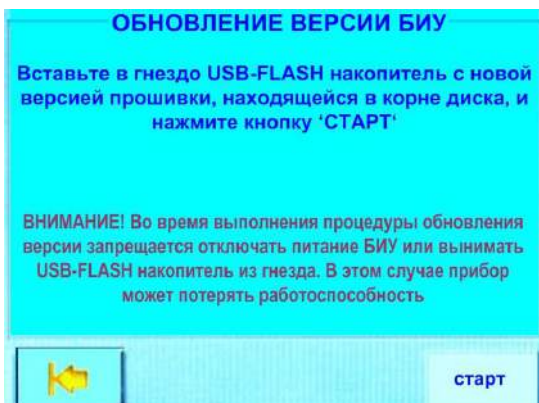 ОБНОВЛЕНИЕ ВЕРСИИ БИУ
Вставьте в гнездо USB-FLASH накопитель с новой
версией прошивки, находящейся в корне диска, и
нажмите кнопку ‘СТАРТ‘
ВНИМАНИЕ! Во время выполнения процедуры обновления
версии запрещается отключать питание БИУ или вынимать
USB-FLASH накопитель из гнезда. В этом случае прибор
может потерять работоспособность
старт